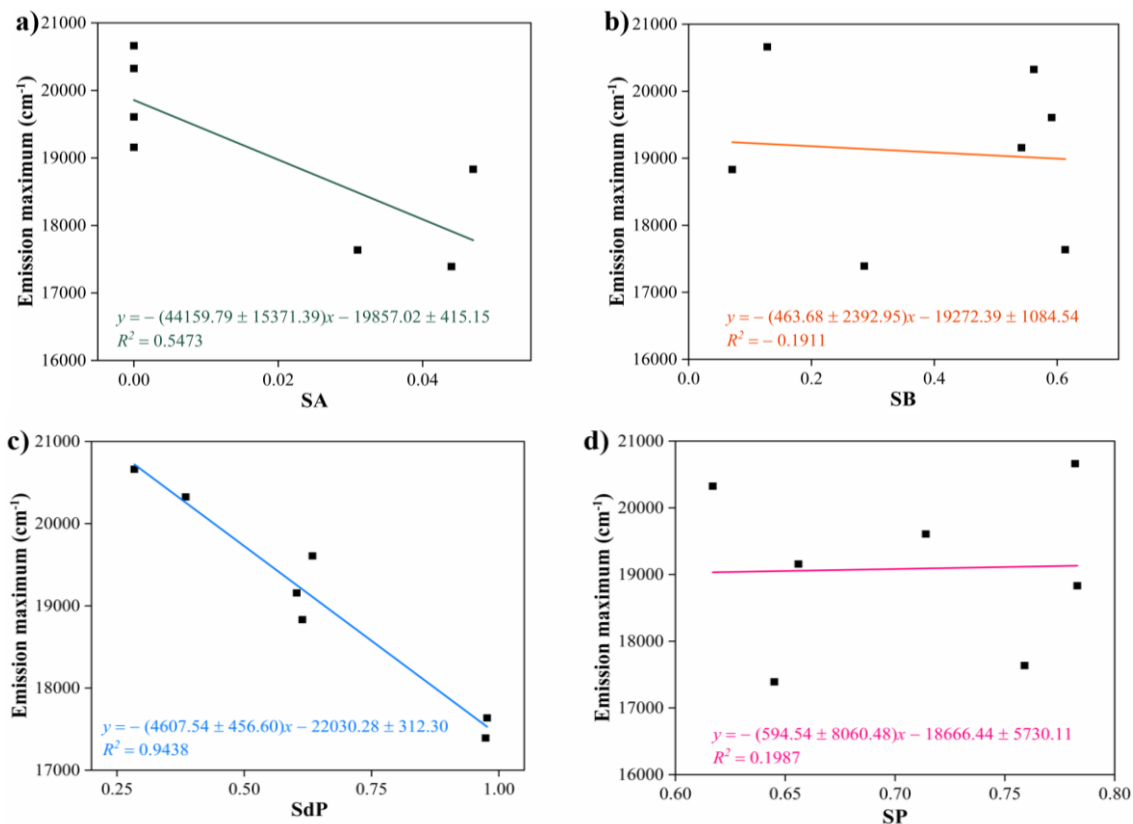 a)
21000
20000
19000
18000
17000
16000
Emission maximum (cm⁻¹)
y = − (44159.79 ± 15371.39)x − 19857.02 ± 415.15
R² = 0.5473
0.00
0.02
0.04
SA
b)
21000
20000
19000
18000
17000
16000
Emission maximum (cm⁻¹)
y = − (463.68 ± 2392.95)x − 19272.39 ± 1084.54
R² = − 0.1911
0.0
0.2
0.4
0.6
SB
c)
21000
20000
19000
18000
17000
Emission maximum (cm⁻¹)
y = − (4607.54 ± 456.60)x − 22030.28 ± 312.30
R² = 0.9438
0.25
0.50
0.75
1.00
SdP
d)
21000
20000
19000
18000
17000
16000
Emission maximum (cm⁻¹)
y = − (594.54 ± 8060.48)x − 18666.44 ± 5730.11
R² = 0.1987
0.60
0.65
0.70
0.75
0.80
SP